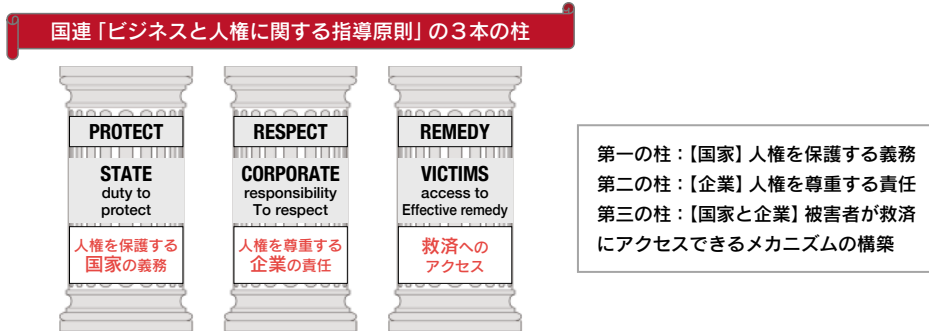 国連「ビジネスと人権に関する指導原則」の３本の柱
PROTECT
STATE
duty to
protect
人権を保護する
国家の義務
RESPECT
CORPORATE
responsibility
To respect
人権を尊重する
企業の責任
REMEDY
VICTIMS
access to
Effective remedy
救済への
アクセス
第一の柱：【国家】人権を保護する義務
第二の柱：【企業】人権を尊重する責任
第三の柱：【国家と企業】被害者が救済
にアクセスできるメカニズムの構築